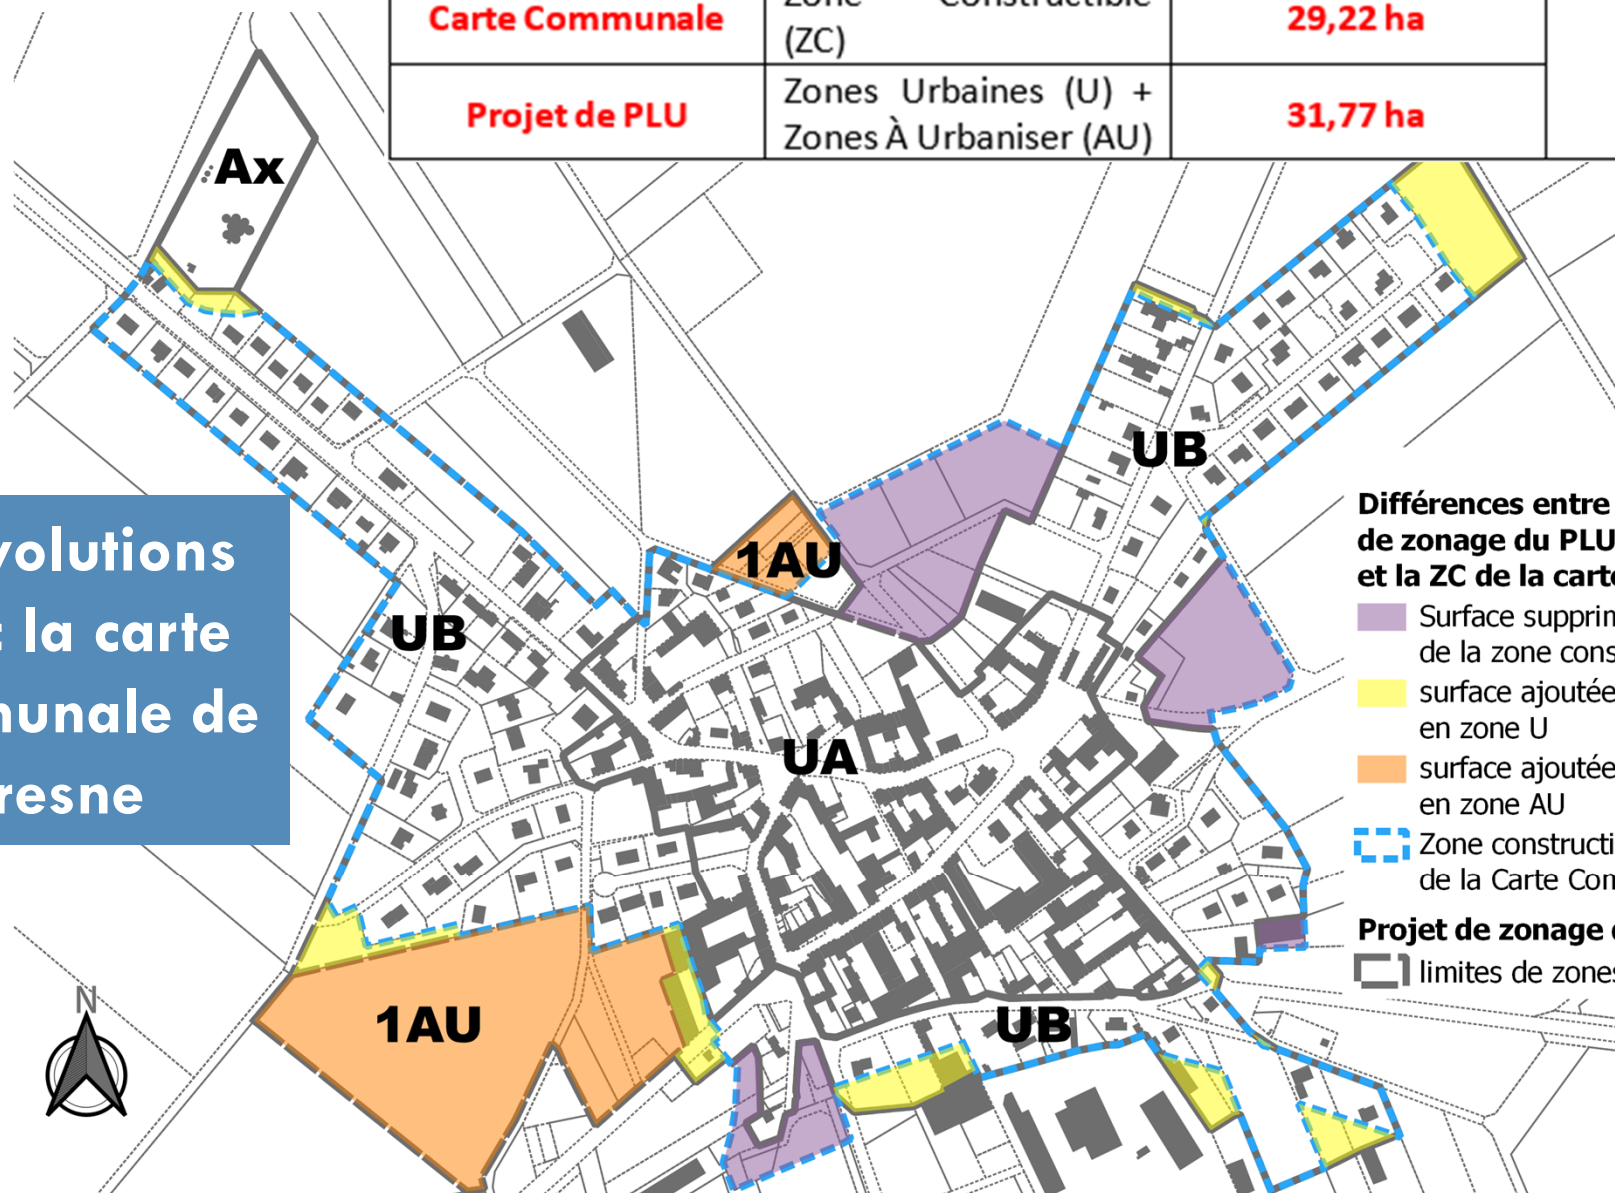 Zone Constructible
Carte Communale
(ZC)
29,22 ha
Projet de PLU
Zones Urbaines (U) +
Zones À Urbaniser (AU)
31,77 ha
Ax
UB
1AU
UB
UA
1AU
UB
volutions
la carte
munale de
resne
Différences entre
de zonage du PLU
et la ZC de la carte
Surface supprim
de la zone cons
surface ajoutée
en zone U
surface ajoutée
en zone AU
Zone constructi
de la Carte Com
Projet de zonage
limites de zones
N